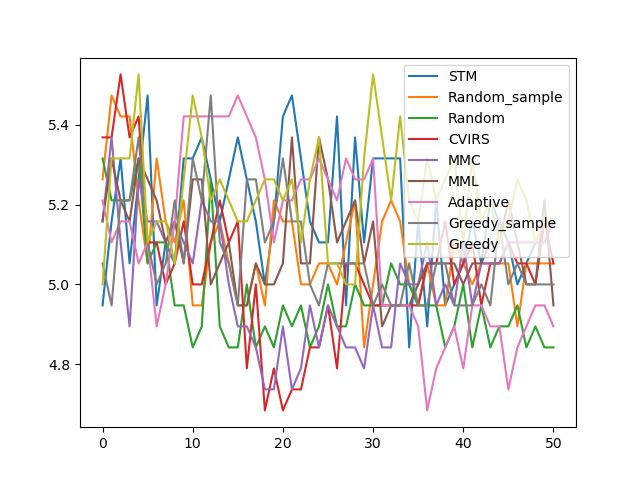 5.4
5.2
5.0
4.8
0
10
20
30
40
50
STM
Random_sample
Random
CVIRS
MMC
MML
Adaptive
Greedy_sample
Greedy